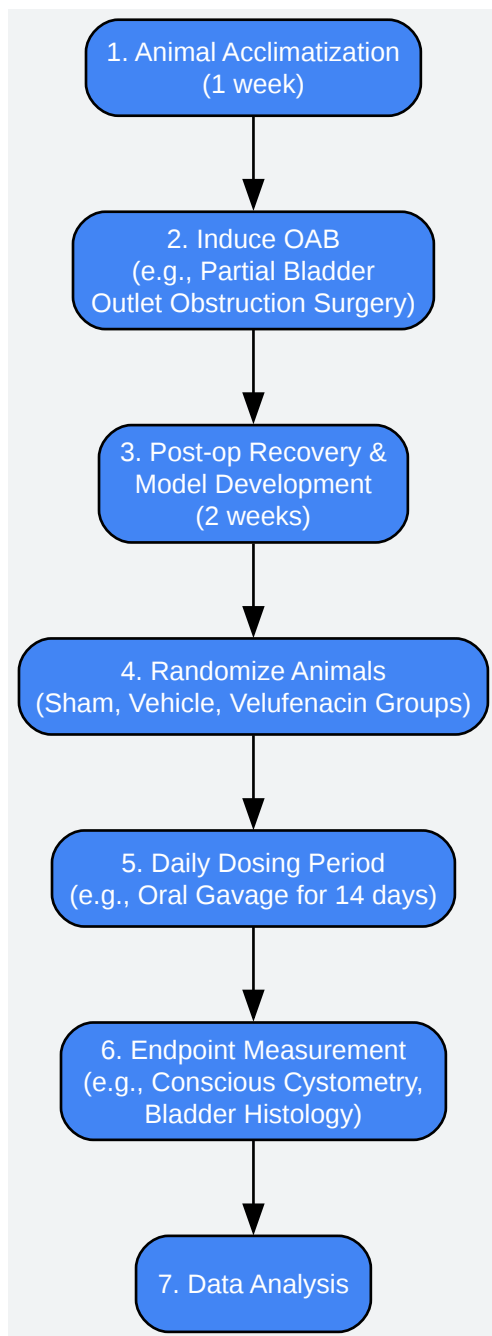 1. Animal Acclimatization
(1 week)
2. Induce OAB
(e.g., Partial Bladder
Outlet Obstruction Surgery)
3. Post-op Recovery &
Model Development
(2 weeks)
4. Randomize Animals
(Sham, Vehicle, Velufenacin Groups)
5. Daily Dosing Period
(e.g., Oral Gavage for 14 days)
6. Endpoint Measurement
(e.g., Conscious Cystometry,
Bladder Histology)
7. Data Analysis